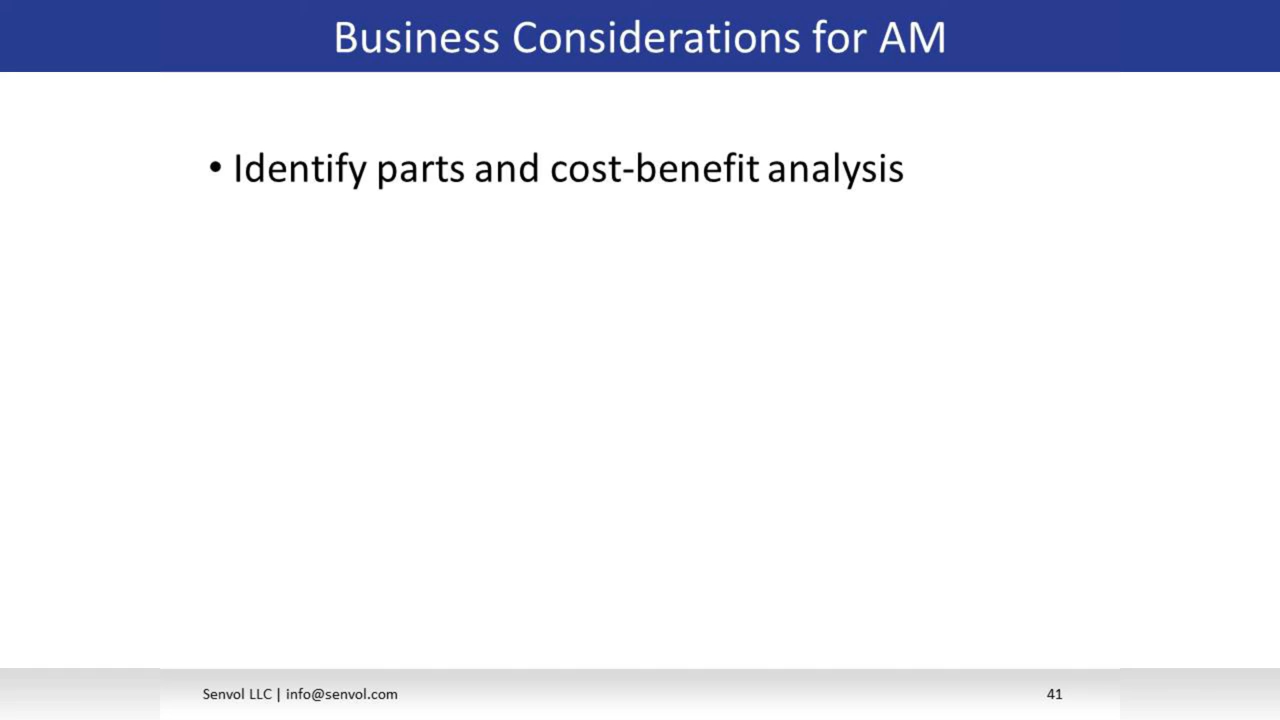 Business Considerations for AM
• Identify parts and cost-benefit analysis
Senvol LLC | info@senvol.com
41